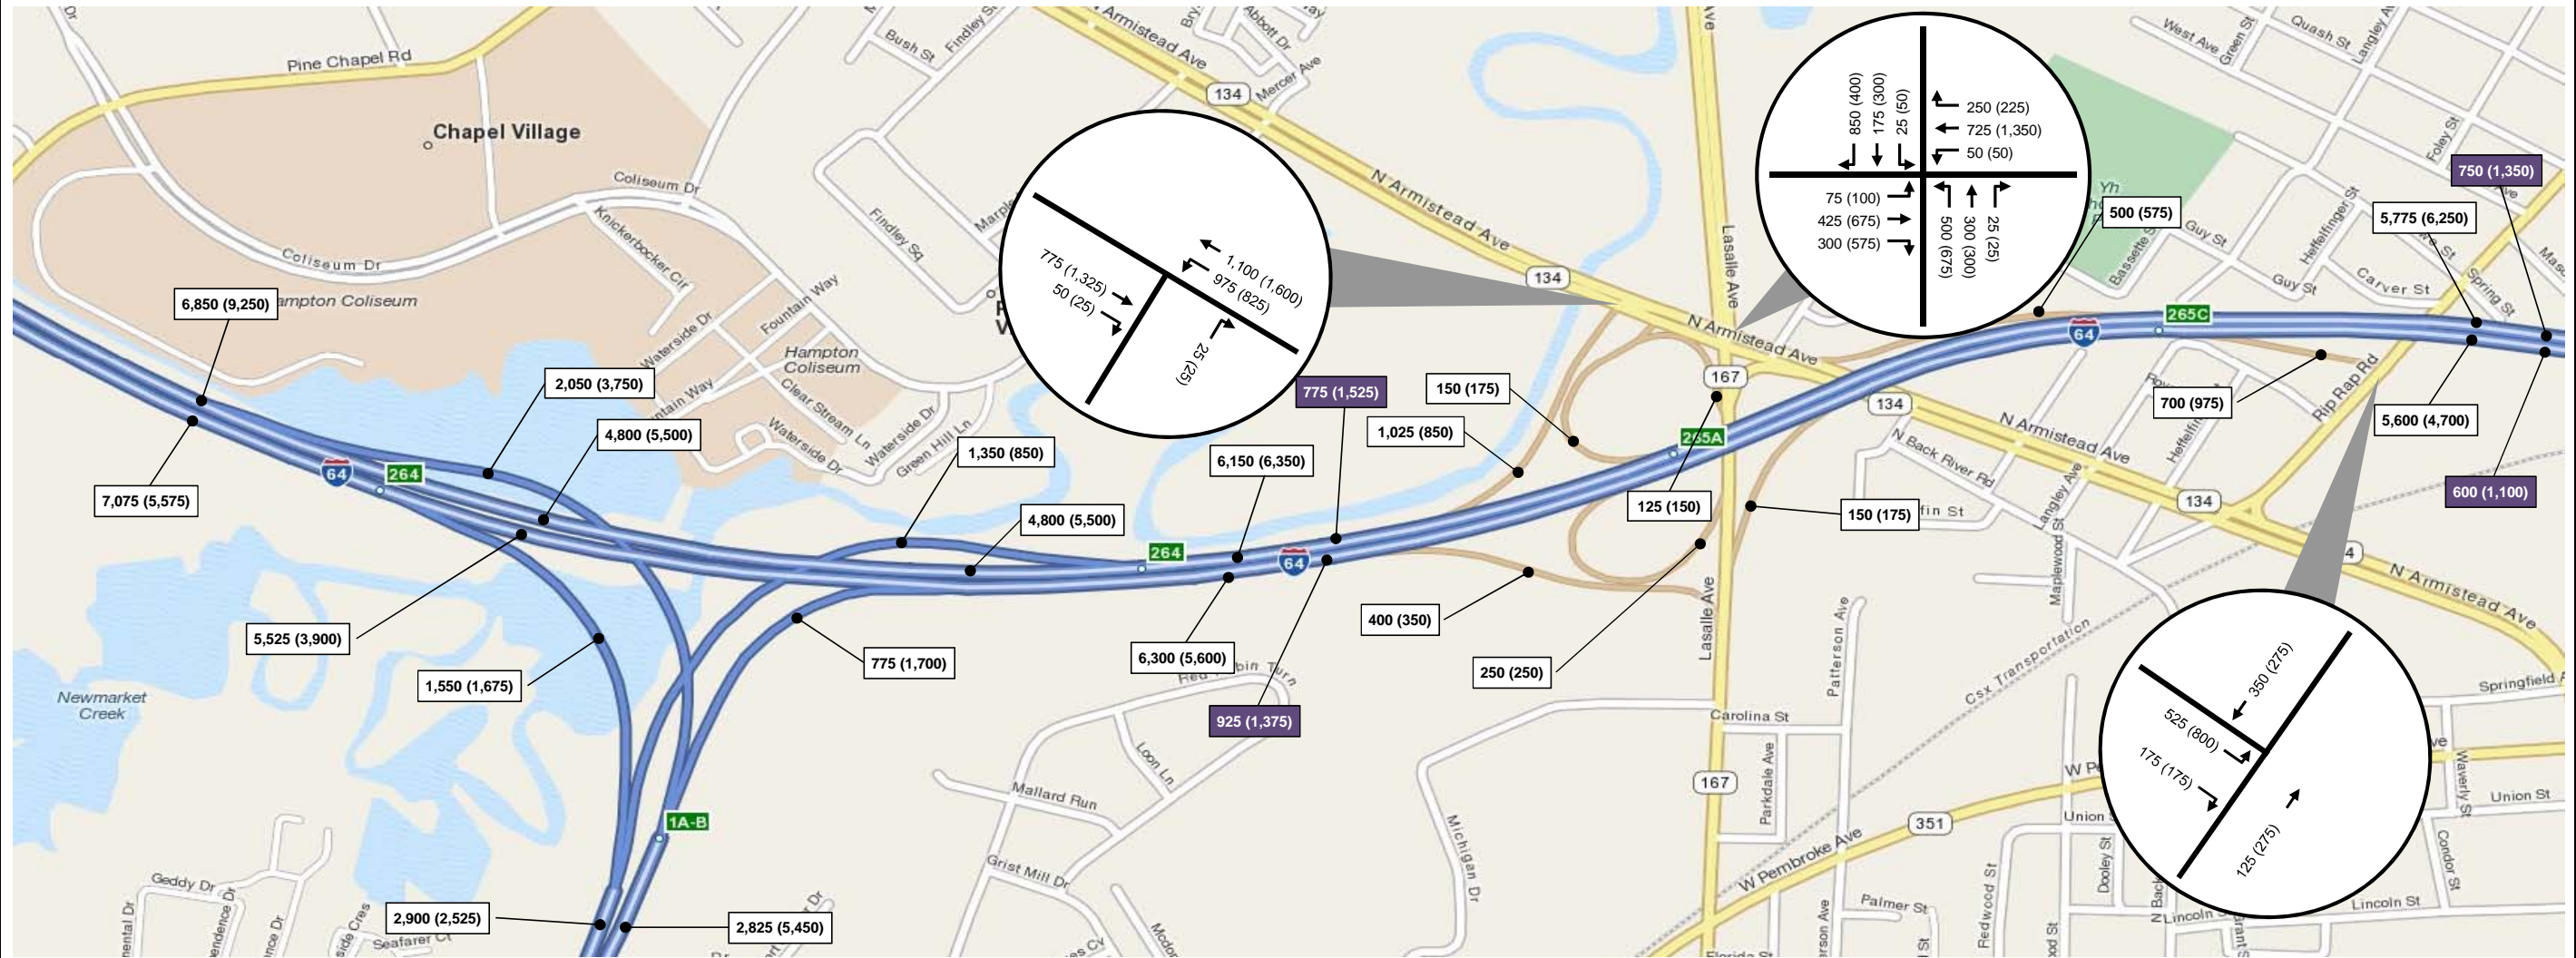 Pine Chapel Rd
Chapel Village
Coliseum Dr
Coliseum Dr
ampton Coliseum
Knickerbocker Cir
Waterside Dr
Fountain Way
Hampton
Coliseum
ntain Way
Clear Stream Ln
Waterside Dr
Waterside Dr
Green Hill Ln
Bush St
Findley St
Findley Sq
Marple
Abbott Dr
Mercer Ave
N Armistead Ave
134
N Armistead Ave
134
N Armistead Ave
134
N Armistead Ave
134
N Armistead Ave
Lasalle Ave
167
Lasalle Ave
167
West Ave
Green St
Quash St
Foley St
Guy St
Guy St
Heffelfinger St
Carver St
Spring St
Rip Rap Rd
N Back River Rd
Langley Ave
Maplewood St
fin St
Patterson Ave
Csx Transportation
Carolina St
Parkdale Ave
W Pembroke Ave
351
Michigan Dr
Palmer St
Redwood St
Dooley St
Union St
Waverly St
Condor St
Lincoln St
Lincoln S
Loon Ln
Mallard Run
Grist Mill Dr
Newmarket
Creek
Geddy Dr
Seafarer Ct
6,850 (9,250)
7,075 (5,575)
64
264
2,050 (3,750)
4,800 (5,500)
5,525 (3,900)
1,550 (1,675)
1,350 (850)
4,800 (5,500)
775 (1,700)
1A-B
2,900 (2,525)
2,825 (5,450)
264
64
6,150 (6,350)
6,300 (5,600)
775 (1,525)
925 (1,375)
1,025 (850)
150 (175)
400 (350)
250 (250)
125 (150)
265A
150 (175)
500 (575)
64
265C
700 (975)
5,775 (6,250)
5,600 (4,700)
750 (1,350)
600 (1,100)
775 (1,325)
50 (25)
1,100 (1,600)
975 (825)
25 (25)
850 (400)
175 (300)
25 (50)
250 (225)
725 (1,350)
50 (50)
75 (100)
425 (675)
300 (575)
500 (675)
300 (300)
25 (25)
350 (275)
525 (800)
175 (175)
125 (275)